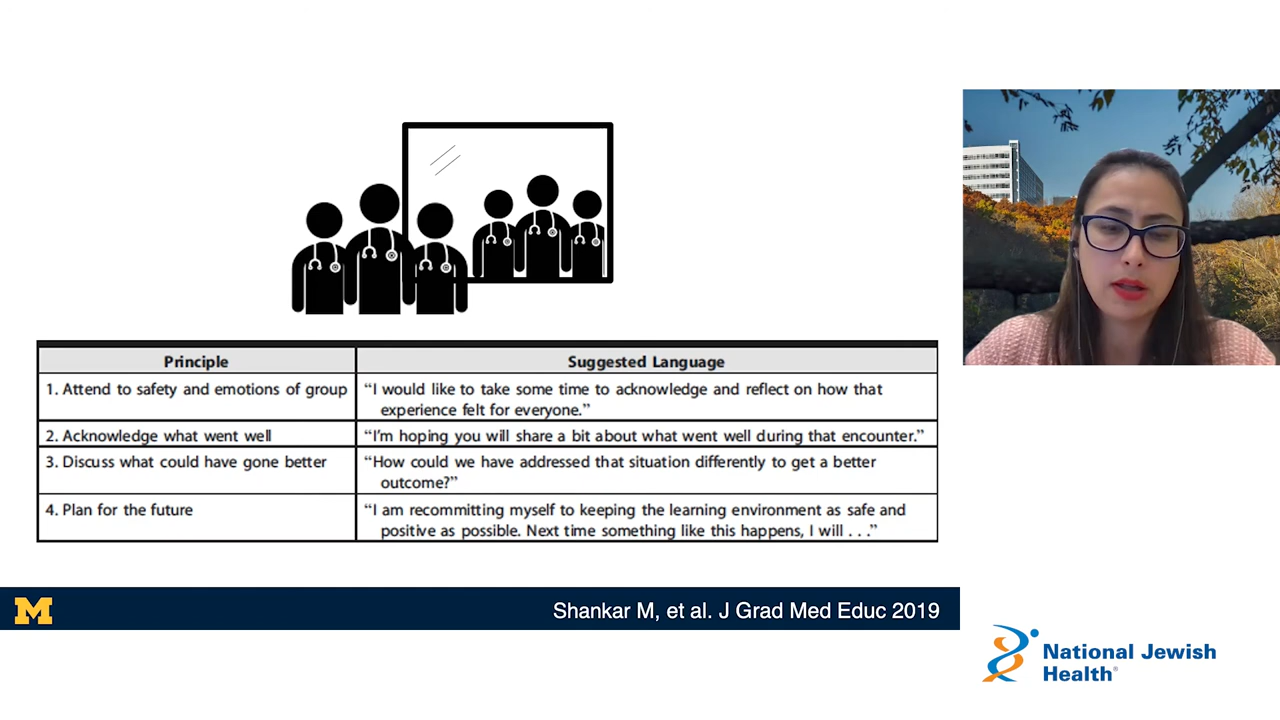 Principle
Suggested Language
1. Attend to safety and emotions of group
“I would like to take some time to acknowledge and reflect on how that
experience felt for everyone.”
2. Acknowledge what went well
“I’m hoping you will share a bit about what went well during that encounter.”
3. Discuss what could have gone better
“How could we have addressed that situation differently to get a better
outcome?”
4. Plan for the future
“I am recommitting myself to keeping the learning environment as safe and
positive as possible. Next time something like this happens, I will . . .”
M
Shankar M, et al. J Grad Med Educ 2019
National Jewish
Health®